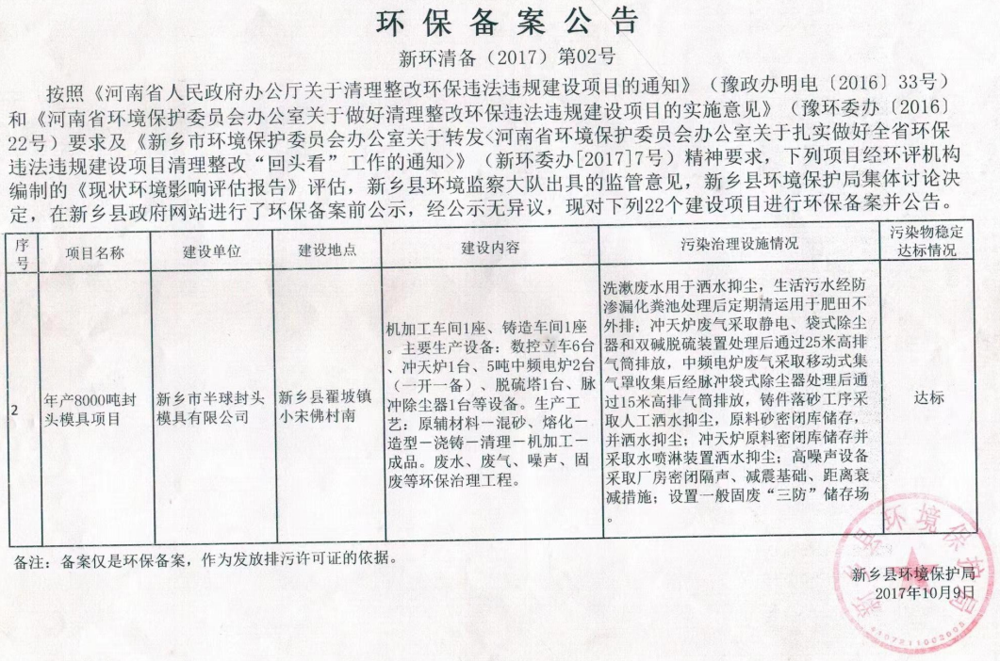 环保备案公告
新环清备（2017）第02号
按照《河南省人民政府办公厅关于清理整改环保违法违规建设项目的通知》（豫政办明电〔2016〕33号）
和《河南省环境保护委员会办公室关于做好清理整改环保违法违规建设项目的实施意见》（豫环委办〔2016〕
22号）要求及《新乡市环境保护委员会办公室关于转发<河南省环境保护委员会办公室关于扎实做好全省环保
违法违规建设项目清理整改“回头看”工作的通知>》（新环委办[2017]7号）精神要求，下列项目经环评机构
编制的《现状环境影响评估报告》评估，新乡县环境监察大队出具的监管意见，新乡县环境保护局集体讨论决
定，在新乡县政府网站进行了环保备案前公示，经公示无异议，现对下列22个建设项目进行环保备案并公告。
序
号
项目名称
建设单位
建设地点
建设内容
污染治理设施情况
污染物稳定
达标情况
2
年产8000吨封
头模具项目
新乡市半球封头
模具有限公司
新乡县翟坡镇
小宋佛村南
机加工车间1座、铸造车间1座
。主要生产设备：数控立车6台
、冲天炉1台、5吨中频电炉2台
（一开一备）、脱硫塔1台、脉
冲除尘器1台等设备。生产工
艺：原辅材料－混砂、熔化－
造型－浇铸－清理－机加工－
成品。废水、废气、噪声、固
废等环保治理工程。
洗漱废水用于洒水抑尘，生活污水经防
渗漏化粪池处理后定期清运用于肥田不
外排；冲天炉废气采取静电、袋式除尘
器和双碱脱硫装置处理后通过25米高排
气筒排放，中频电炉废气采取移动式集
气罩收集后经脉冲袋式除尘器处理后通
过15米高排气筒排放，铸件落砂工序采
取人工洒水抑尘，原料砂密闭库储存，
并洒水抑尘；冲天炉原料密闭库储存并
采取水喷淋装置洒水抑尘；高噪声设备
采取厂房密闭隔声、减震基础、距离衰
减措施；设置一般固废“三防”储存场
。
达标
备注：备案仅是环保备案，作为发放排污许可证的依据。
新乡县环境保护局
新乡县环境保护局
2017年10月9日